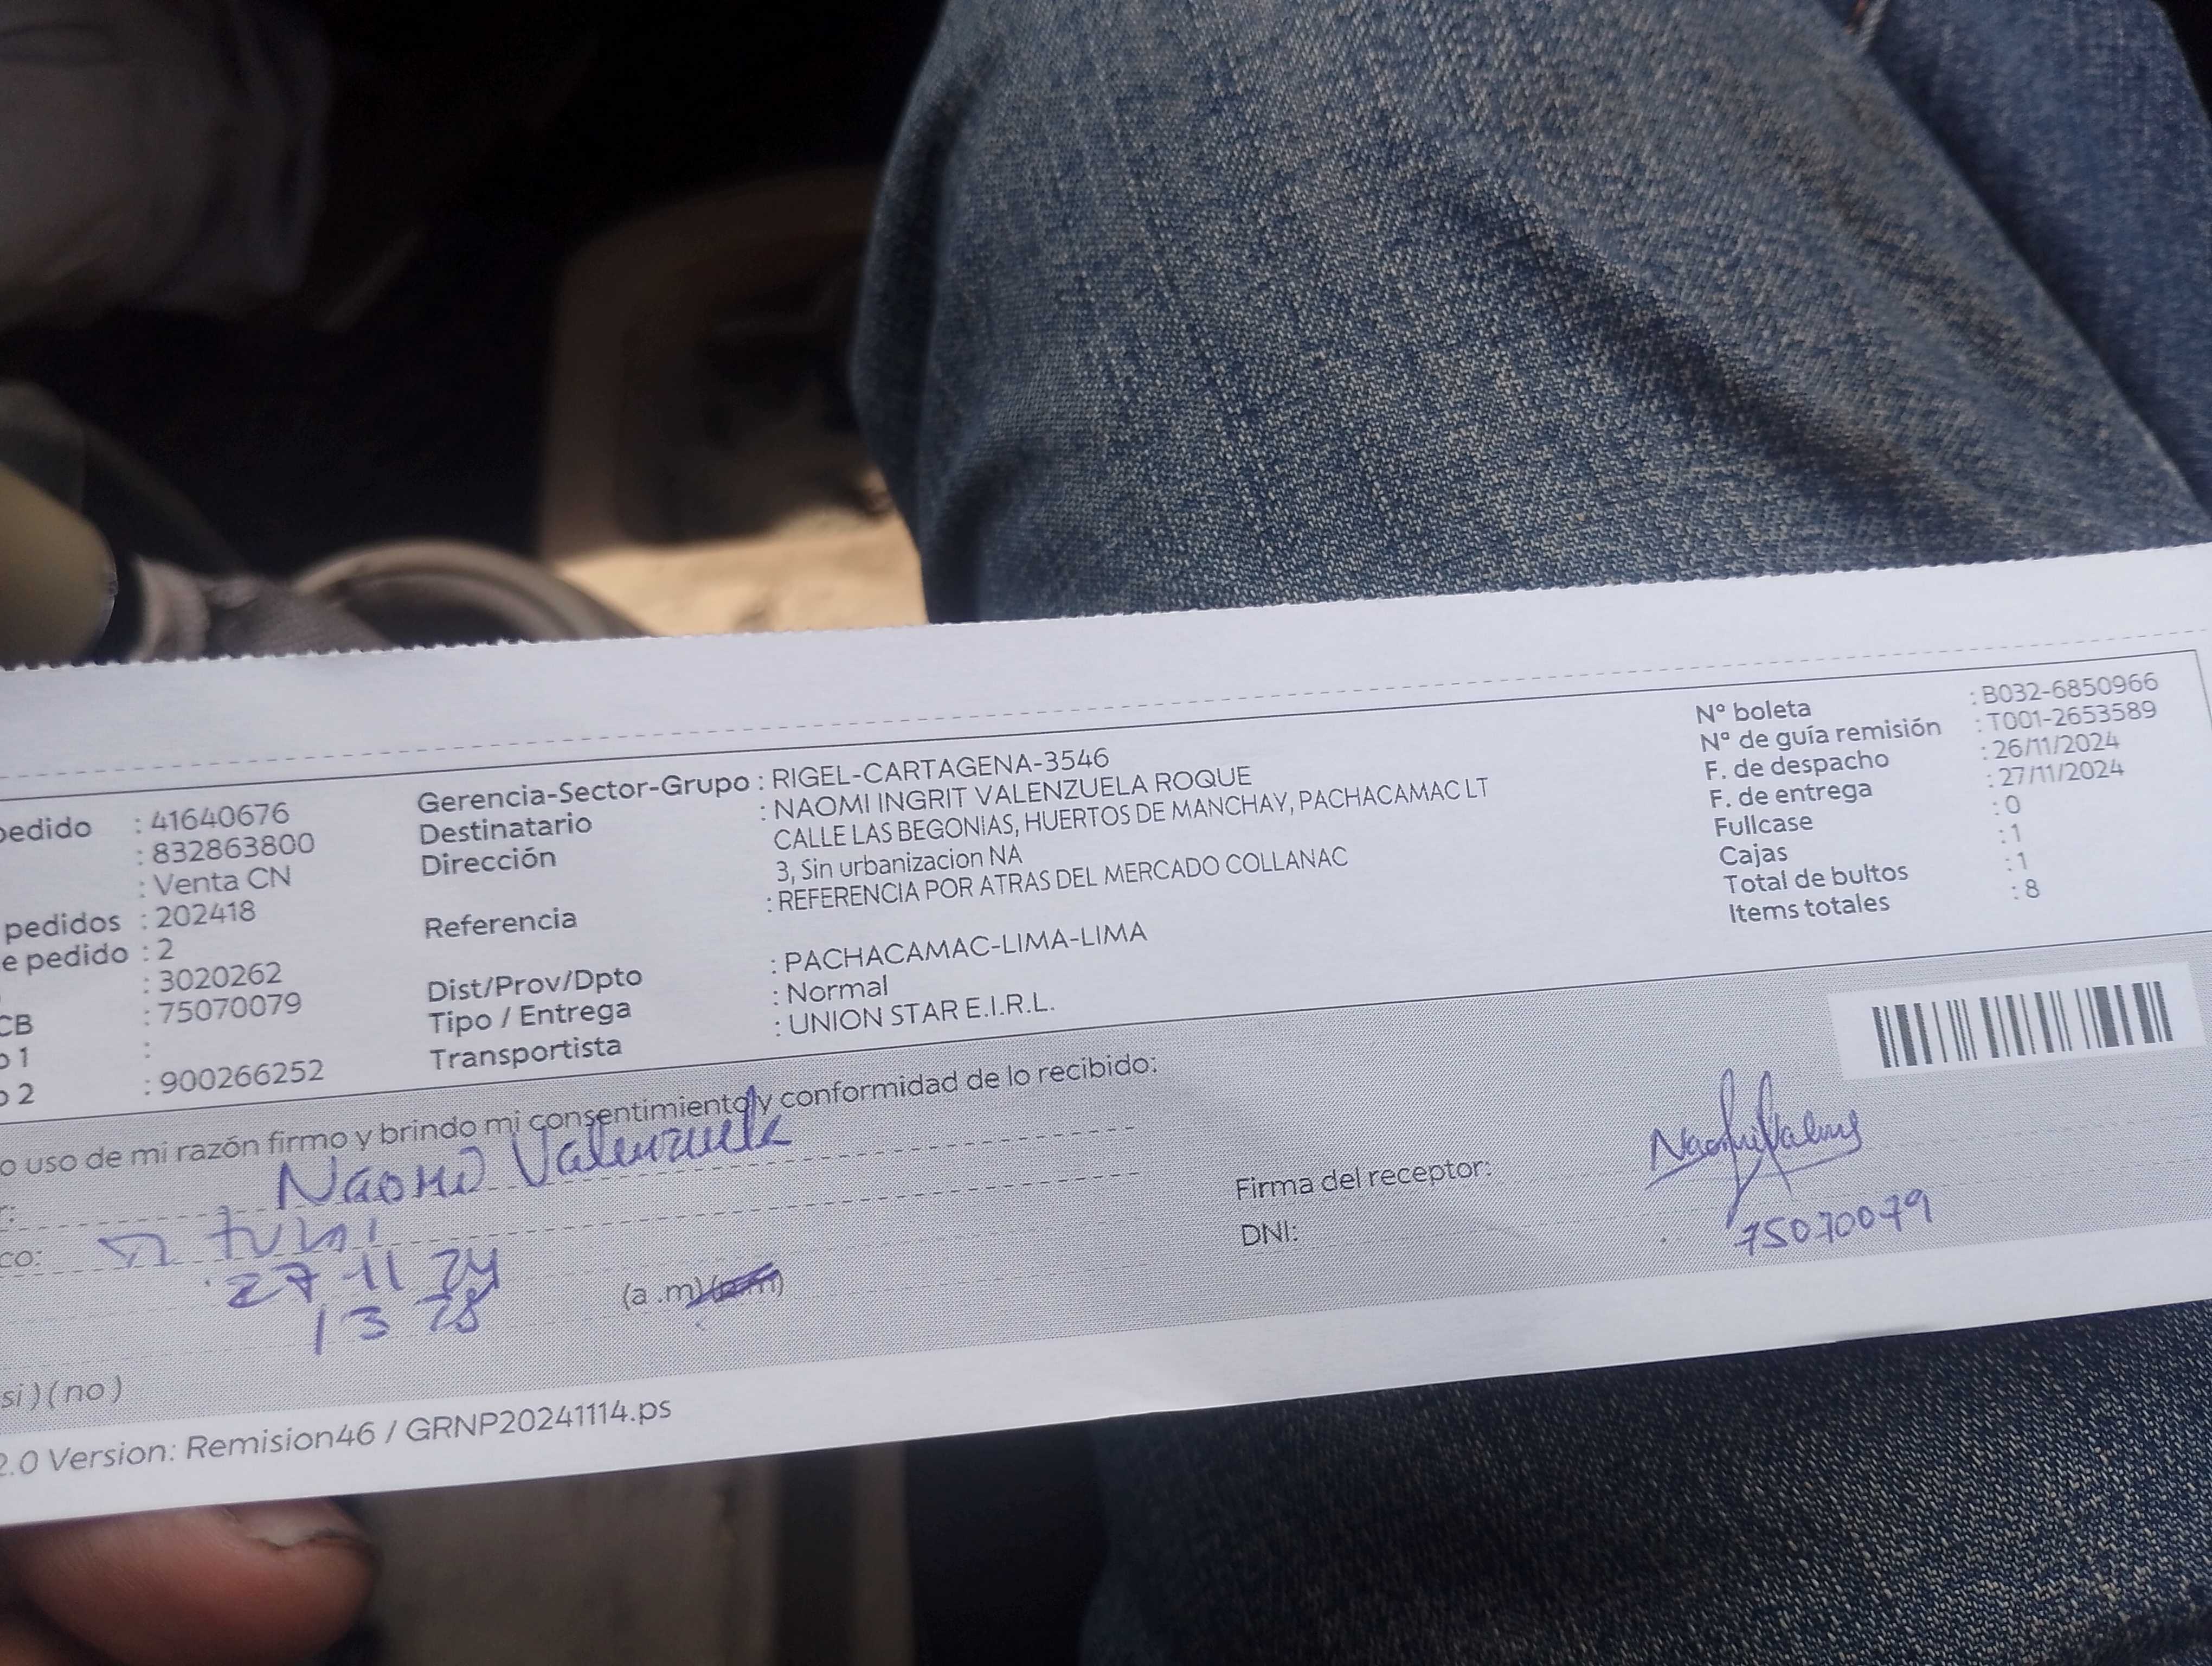 pedido : 41640676
: 832863800
: Venta CN
pedidos : 202418
e pedido : 2
: 3020262
CB : 75070079
o 1 :
o 2 : 900266252
Gerencia-Sector-Grupo : RIGEL-CARTAGENA-3546
Destinatario : NAOMI INGRIT VALENZUELA ROQUE
Dirección CALLE LAS BEGONIAS, HUERTOS DE MANCHAY, PACHACAMAC LT
3, Sin urbanizacion NA
Referencia : REFERENCIA POR ATRAS DEL MERCADO COLLANAC
Dist/Prov/Dpto : PACHACAMAC-LIMA-LIMA
Tipo / Entrega : Normal
Transportista : UNION STAR E.I.R.L.
Nº boleta : B032-6850966
Nº de guía remisión : T001-2653589
F. de despacho : 26/11/2024
F. de entrega : 27/11/2024
Fullcase : 0
Cajas : 1
Total de bultos : 1
Items totales : 8
o uso de mi razón firmo y brindo mi consentimiento y conformidad de lo recibido:
r: Naomi Valenzuela
co:
27 11 24
13 28 (a .m)
Firma del receptor:
DNI: 75070079
si ) ( no )
2.0 Version: Remision46 / GRNP20241114.ps